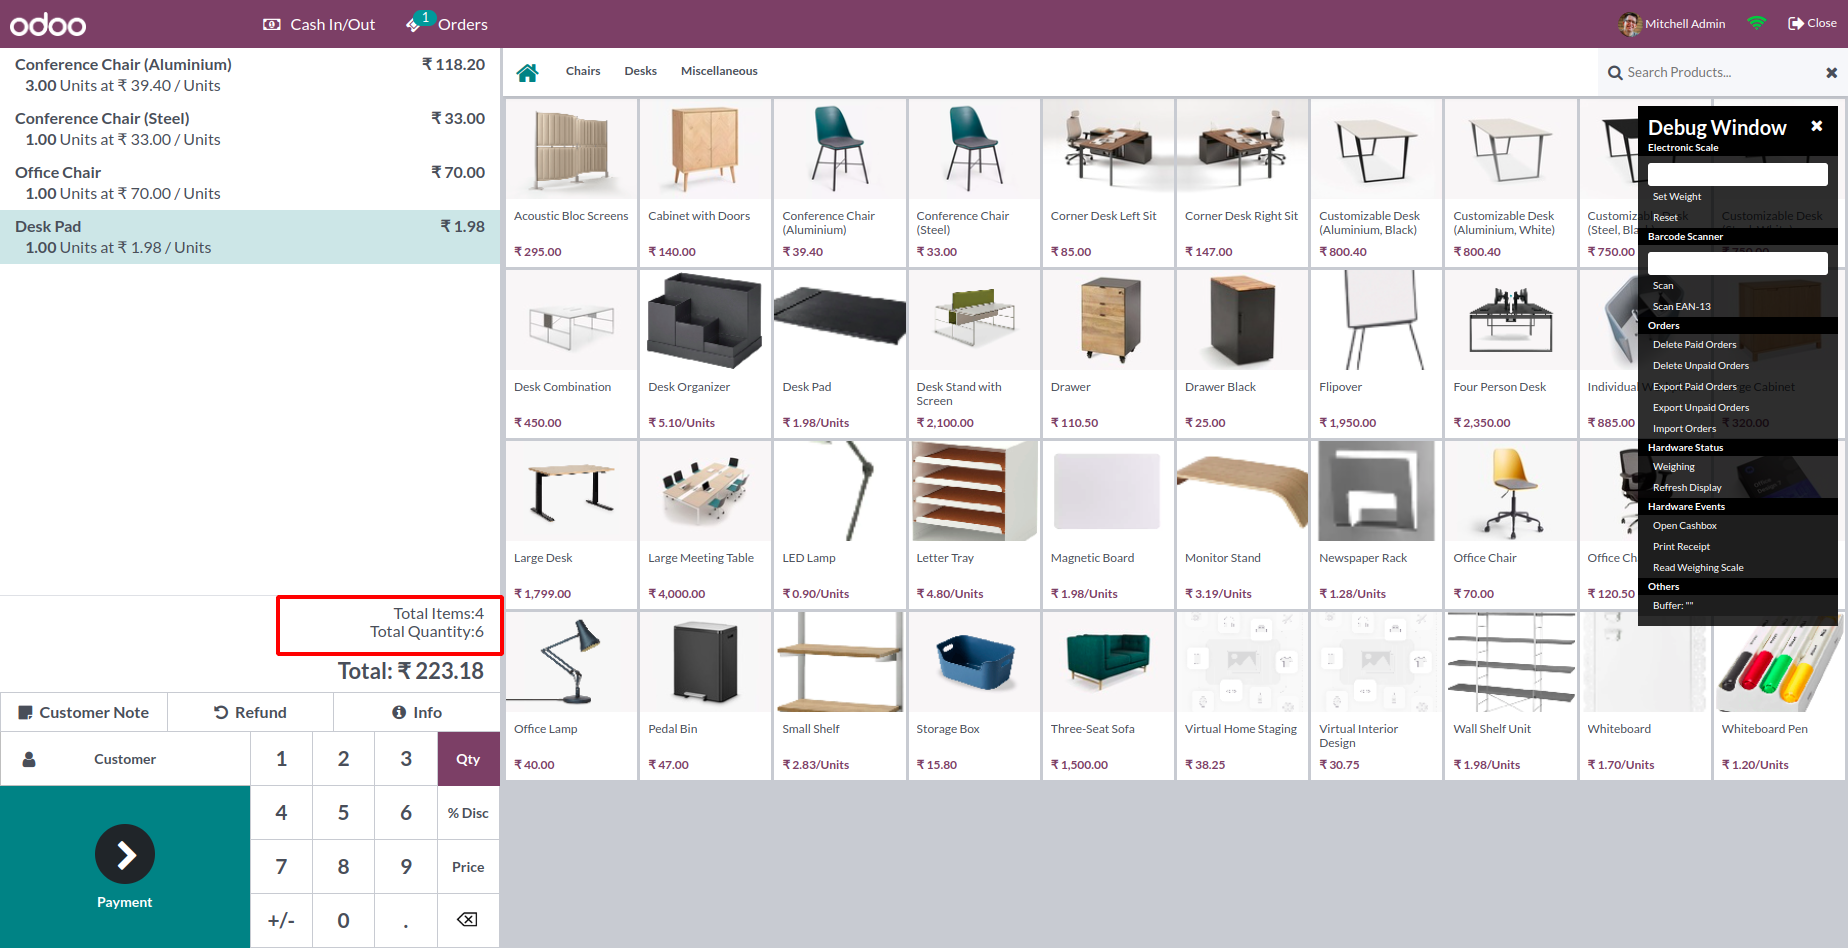 odoo
Cash In/Out
1
Orders
Mitchell Admin
Close
Conference Chair (Aluminium) ₹ 118.20
3.00 Units at ₹ 39.40 / Units
Conference Chair (Steel) ₹ 33.00
1.00 Units at ₹ 33.00 / Units
Office Chair ₹ 70.00
1.00 Units at ₹ 70.00 / Units
Desk Pad ₹ 1.98
1.00 Units at ₹ 1.98 / Units
Total Items:4
Total Quantity:6
Total: ₹ 223.18
Customer Note Refund Info
Customer 1 2 3 Qty
4 5 6 % Disc
7 8 9 Price
Payment
+/- 0 .
Chairs Desks Miscellaneous
Search Products...
Acoustic Bloc Screens
₹ 295.00
Cabinet with Doors
₹ 140.00
Conference Chair
(Aluminium)
₹ 39.40
Conference Chair
(Steel)
₹ 33.00
Corner Desk Left Sit
₹ 85.00
Corner Desk Right Sit
₹ 147.00
Customizable Desk
(Aluminium, Black)
₹ 800.40
Customizable Desk
(Aluminium, White)
₹ 800.40
Customizable Desk
(Steel, Bla
₹ 750.00
Customizable Desk
₹ 750.00
Desk Combination
₹ 450.00
Desk Organizer
₹ 5.10/Units
Desk Pad
₹ 1.98/Units
Desk Stand with
Screen
₹ 2,100.00
Drawer
₹ 110.50
Drawer Black
₹ 25.00
Flipover
₹ 1,950.00
Four Person Desk
₹ 2,350.00
Individual
₹ 885.00
Cabinet
₹ 320.00
Large Desk
₹ 1,799.00
Large Meeting Table
₹ 4,000.00
LED Lamp
₹ 0.90/Units
Letter Tray
₹ 4.80/Units
Magnetic Board
₹ 1.98/Units
Monitor Stand
₹ 3.19/Units
Newspaper Rack
₹ 1.28/Units
Office Chair
₹ 70.00
Office Ch
₹ 120.50
Office Lamp
₹ 40.00
Pedal Bin
₹ 47.00
Small Shelf
₹ 2.83/Units
Storage Box
₹ 15.80
Three-Seat Sofa
₹ 1,500.00
Virtual Home Staging
₹ 38.25
Virtual Interior
Design
₹ 30.75
Wall Shelf Unit
₹ 1.98/Units
Whiteboard
₹ 1.70/Units
Whiteboard Pen
₹ 1.20/Units
Debug Window
Electronic Scale
Set Weight
Reset
Barcode Scanner
Scan
Scan EAN-13
Orders
Delete Paid Orders
Delete Unpaid Orders
Export Paid Orders
Export Unpaid Orders
Import Orders
Hardware Status
Weighing
Refresh Display
Hardware Events
Open Cashbox
Print Receipt
Read Weighing Scale
Others
Buffer: ""